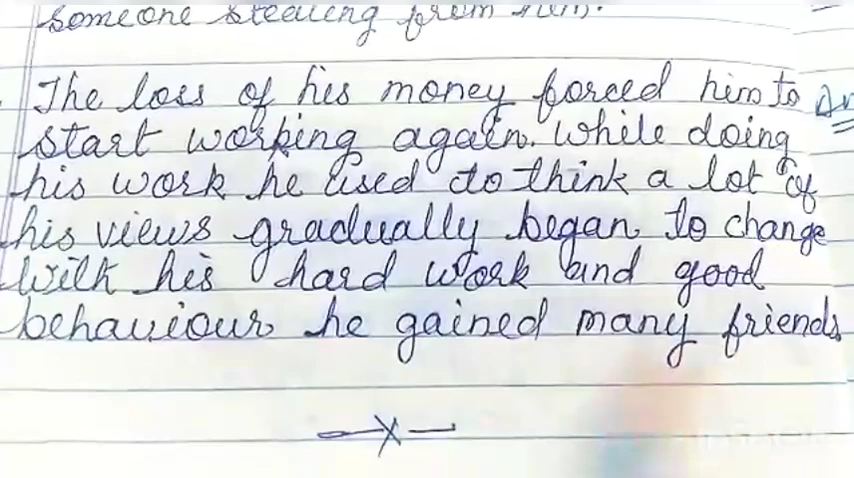 someone stealing from him.
The loss of his money forced him to
start working again. While doing
his work he used to think a lot of
his views gradually began to change
with his hard work and good
behaviour he gained many friends